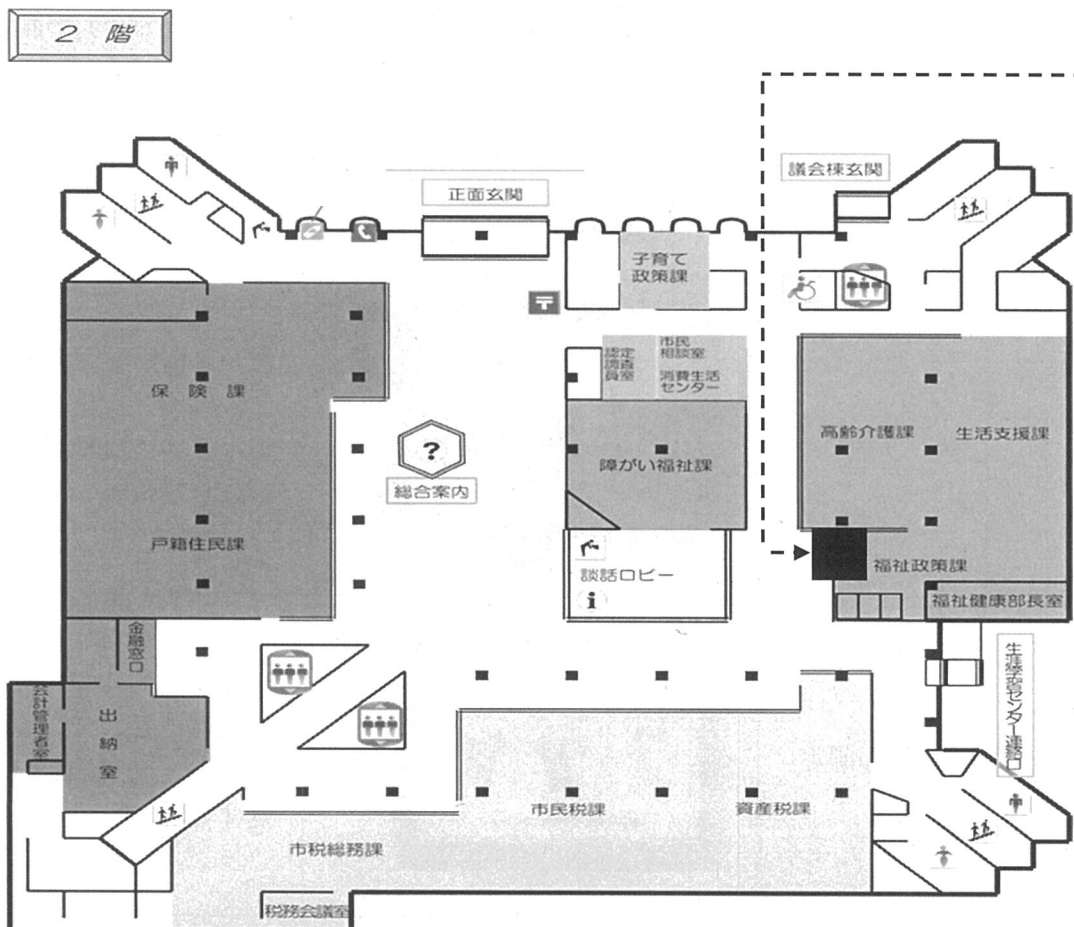 2 階
議会棟玄関
正面玄関
子育て
政策課
〒
認定
調査
員室
市民
相談室
消費生活
センター
保険課
高齢介護課
生活支援課
?
総合案内
障がい福祉課
戸籍住民課
談話ロビー
i
福祉政策課
福祉健康部長室
金融窓口
生涯学習センター連絡口
会計管理者室
出納室
市民税課
資産税課
市税総務課
税務会議室